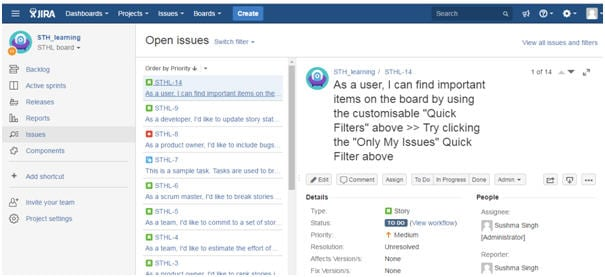 JIRA Dashboards Projects Issues Boards Create Search
STH_learning
STHL board
Backlog
Active sprints
Releases
Reports
Issues
Components
Add shortcut
Invite your team
Project settings
Open issues Switch filter
View all issues and filters
Order by Priority
STHL-14
As a user, I can find important items on the...
STHL-9
As a developer, I'd like to update story stat...
STHL-8
As a product owner, I'd like to include bugs...
STHL-7
This is a sample task. Tasks are used to br...
STHL-6
As a scrum master, I'd like to break stories ...
STHL-5
As a team, I'd like to commit to a set of stor...
STHL-4
As a team, I'd like to estimate the effort of ...
STHL-3
As a product owner, I'd like to rank stories i...
STH_learning / STHL-14
1 of 14
As a user, I can find important
items on the board by using
the customisable "Quick
Filters" above >> Try clicking
the "Only My Issues" Quick
Filter above
Edit Comment Assign To Do In Progress Done Admin
Details
Type: Story
Status: TO DO (View workflow)
Priority: Medium
Resolution: Unresolved
Affects Version/s: None
Fix Version/s: None
People
Assignee:
Sushma Singh
[Administrator]
Reporter:
Sushma Singh